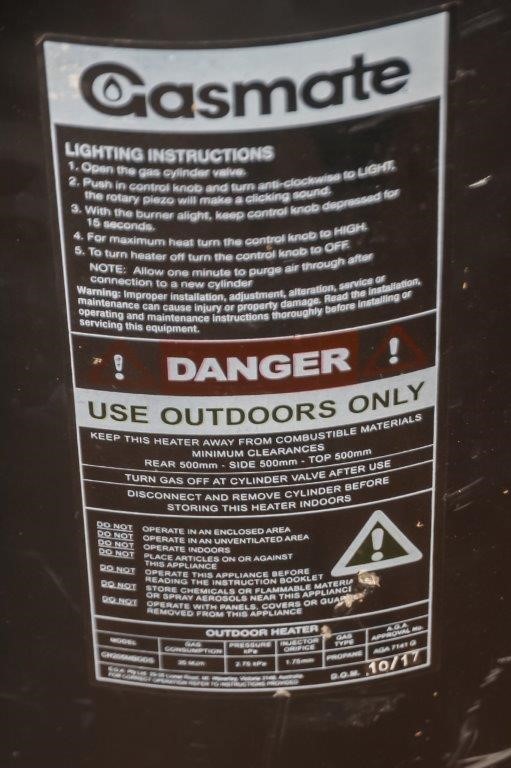 Gasmate
LIGHTING INSTRUCTIONS
1. Open the gas cylinder valve.
2. Push in control knob and turn anti-clockwise to LIGHT,
the rotary piezo will make a clicking sound.
3. With the burner alight, keep control knob depressed for
15 seconds.
4. For maximum heat turn the control knob to HIGH.
5. To turn heater off turn the control knob to OFF.
NOTE: Allow one minute to purge air through after
connection to a new cylinder
Warning: Improper installation, adjustment, alteration, service or
maintenance can cause injury or property damage. Read the installation,
operating and maintenance instructions thoroughly before installing or
servicing this equipment.
! DANGER !
USE OUTDOORS ONLY
KEEP THIS HEATER AWAY FROM COMBUSTIBLE MATERIALS
MINIMUM CLEARANCES
REAR 500mm - SIDE 500mm - TOP 500mm
TURN GAS OFF AT CYLINDER VALVE AFTER USE
DISCONNECT AND REMOVE CYLINDER BEFORE
STORING THIS HEATER INDOORS
DO NOT OPERATE IN AN ENCLOSED AREA
DO NOT OPERATE IN AN UNVENTILATED AREA
DO NOT OPERATE INDOORS
DO NOT PLACE ARTICLES ON OR AGAINST
THIS APPLIANCE
DO NOT OPERATE THIS APPLIANCE BEFORE
READING THE INSTRUCTION BOOKLET
DO NOT STORE CHEMICALS OR FLAMMABLE MATERIA
OR SPRAY AEROSOLS NEAR THIS APPLIANCE
DO NOT OPERATE WITH PANELS, COVERS OR GUA
REMOVED FROM THIS APPLIANCE
!
OUTDOOR HEATER
MODEL GAS CONSUMPTION PRESSURE kPa INJECTOR ORIFICE GAS TYPE A.G.A. APPROVAL No.
2.75 kPa 1.75mm PROPANE AGA 7141 G
D.O.M. 10/17
FOR CORRECT OPERATION REFER TO INSTRUCTIONS PROVIDED